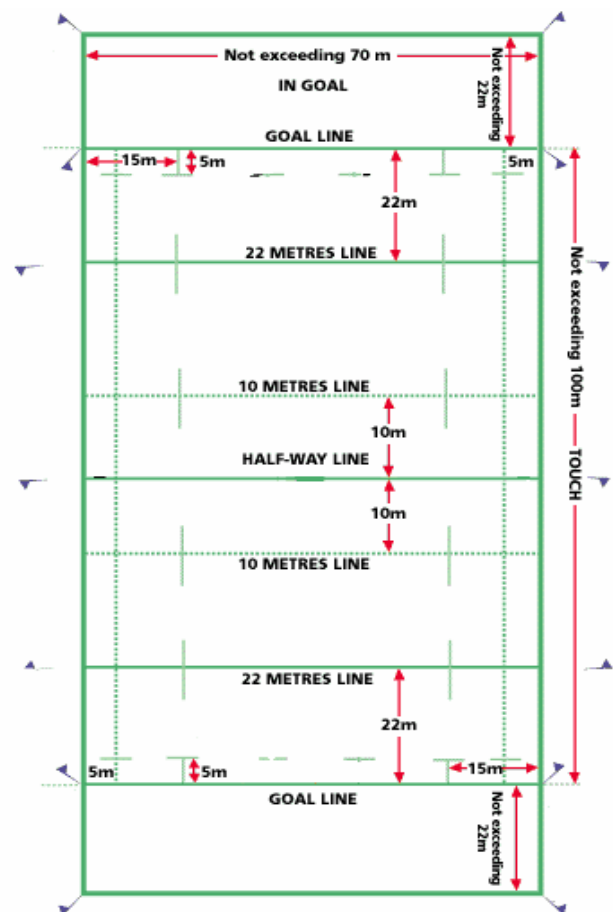 Not exceeding 70 m
Not exceeding
22m
IN GOAL
GOAL LINE
15m
5m
5m
22m
22 METRES LINE
Not exceeding 100m
TOUCH
10 METRES LINE
10m
HALF-WAY LINE
10m
10 METRES LINE
22 METRES LINE
22m
5m
5m
15m
GOAL LINE
Not exceeding
22m